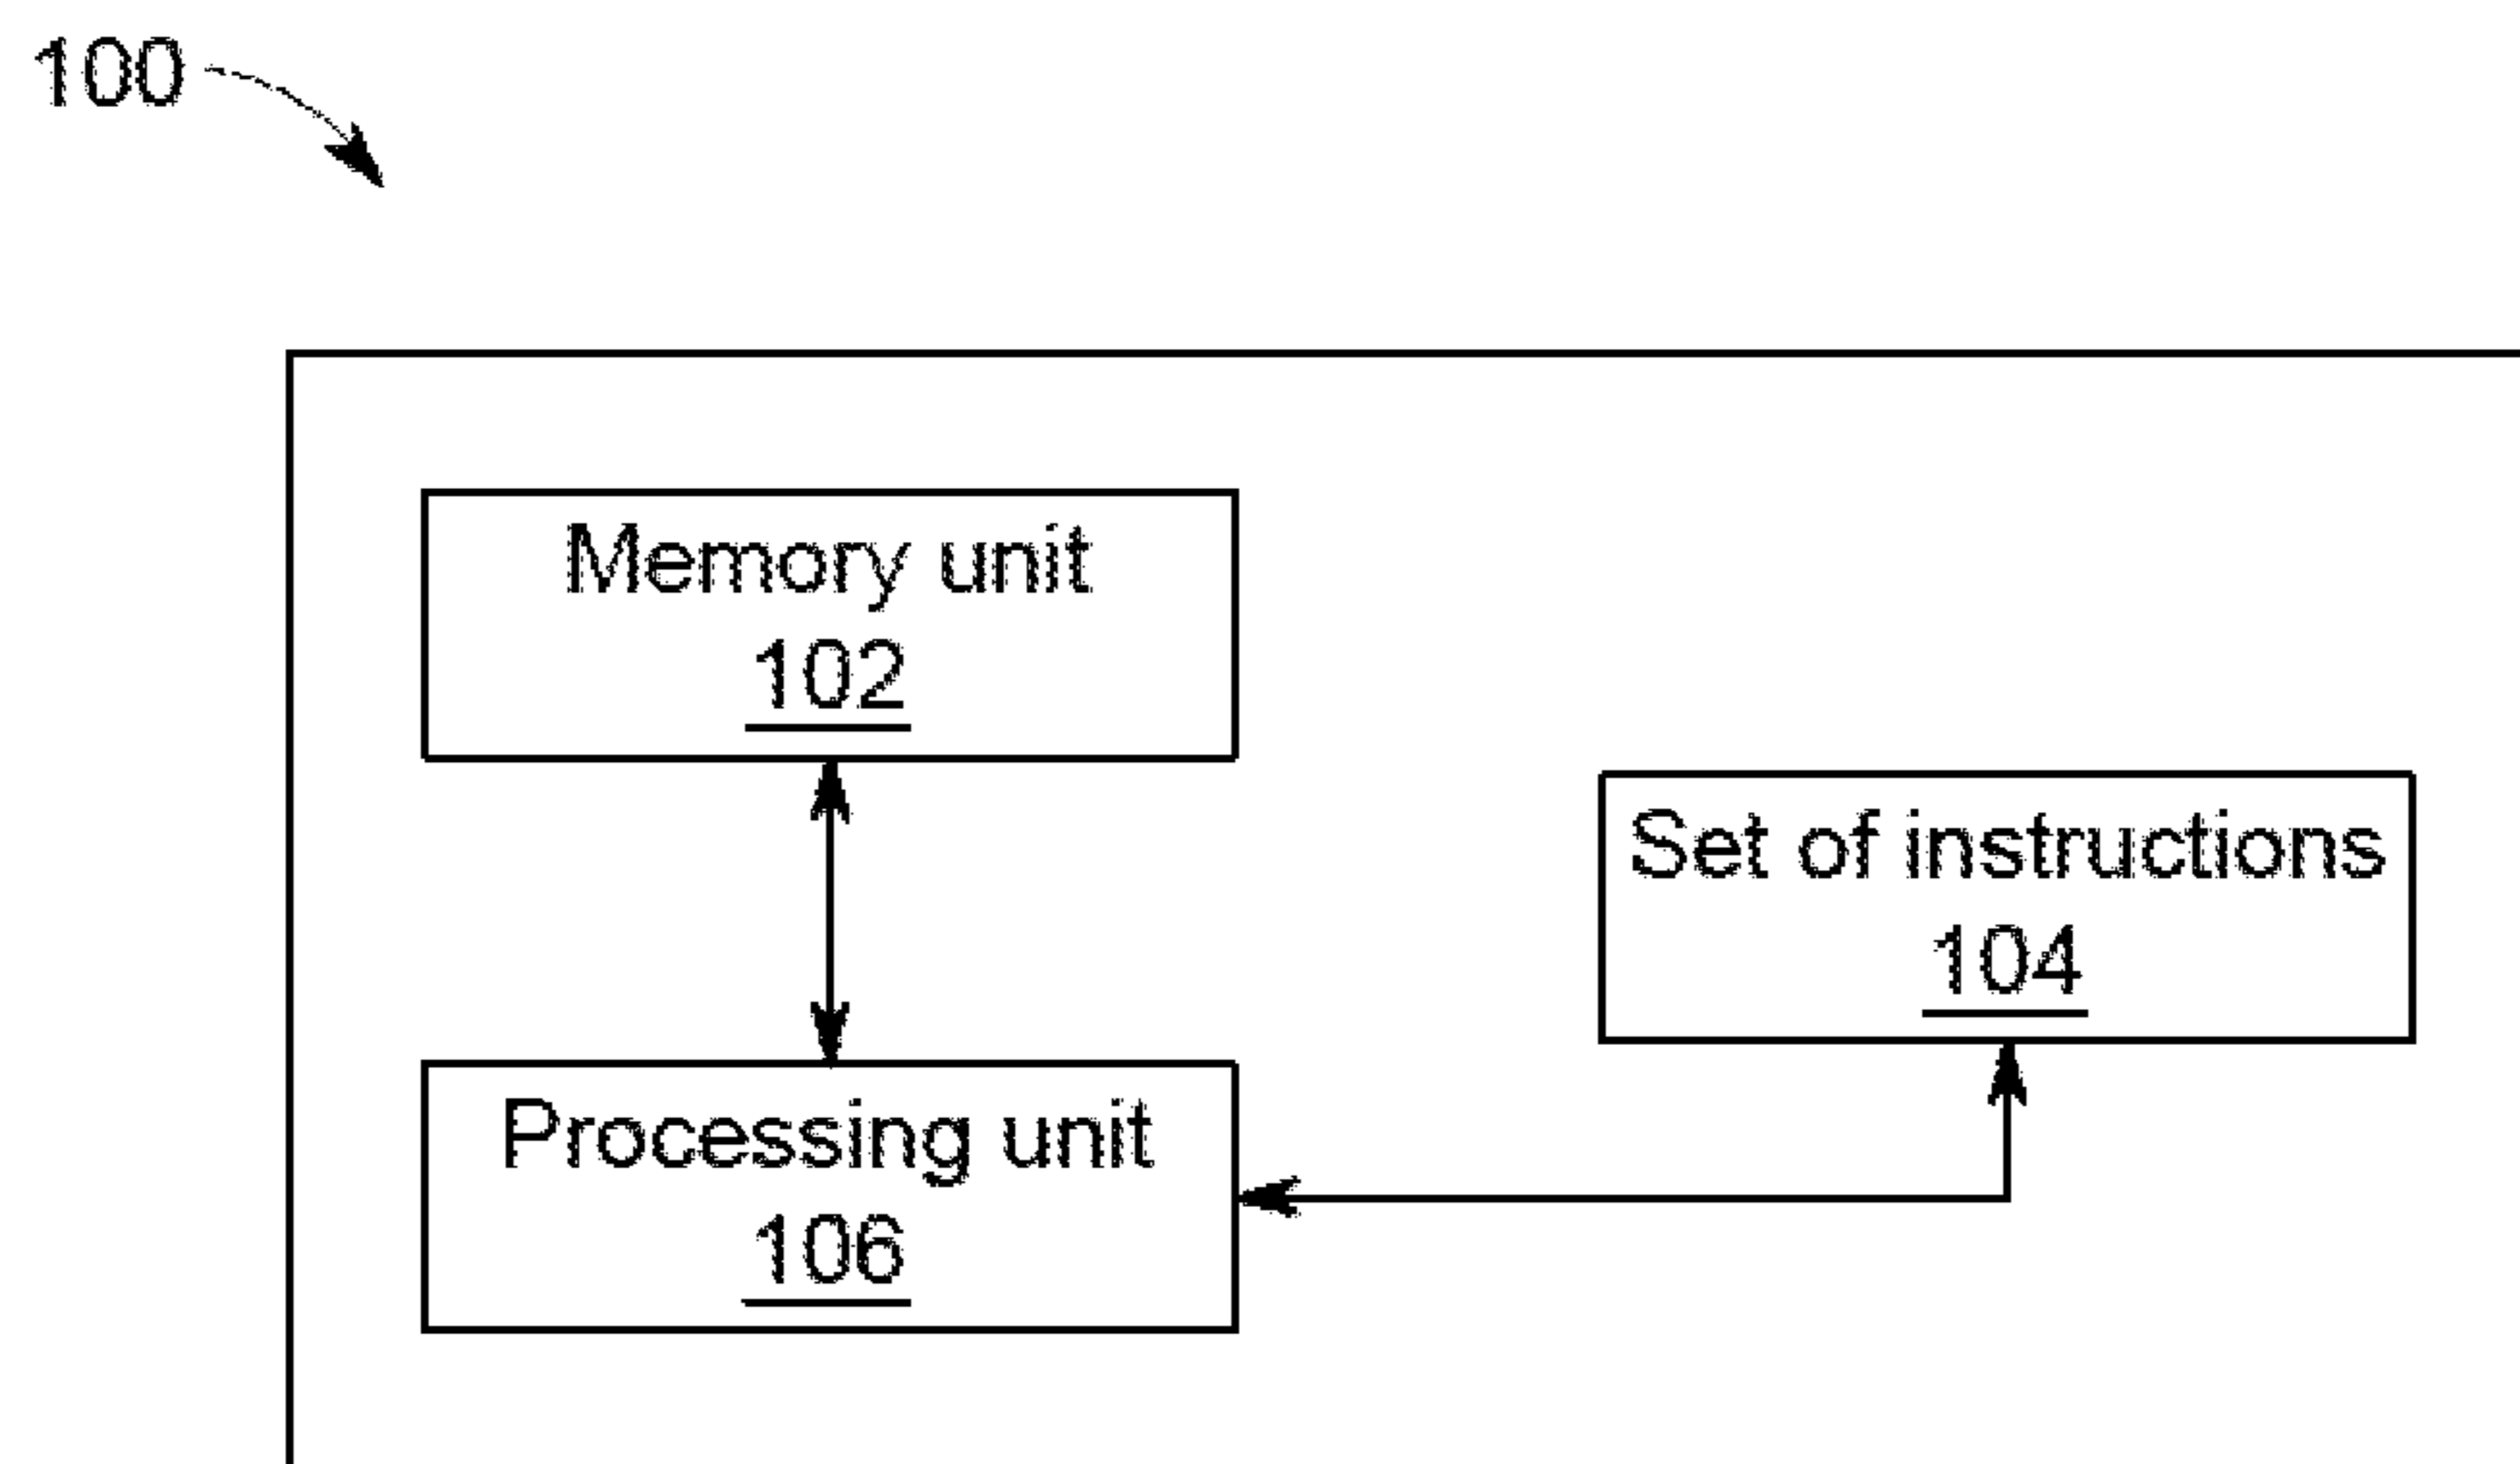 100
Memory unit
102
Set of instructions
104
Processing unit
106